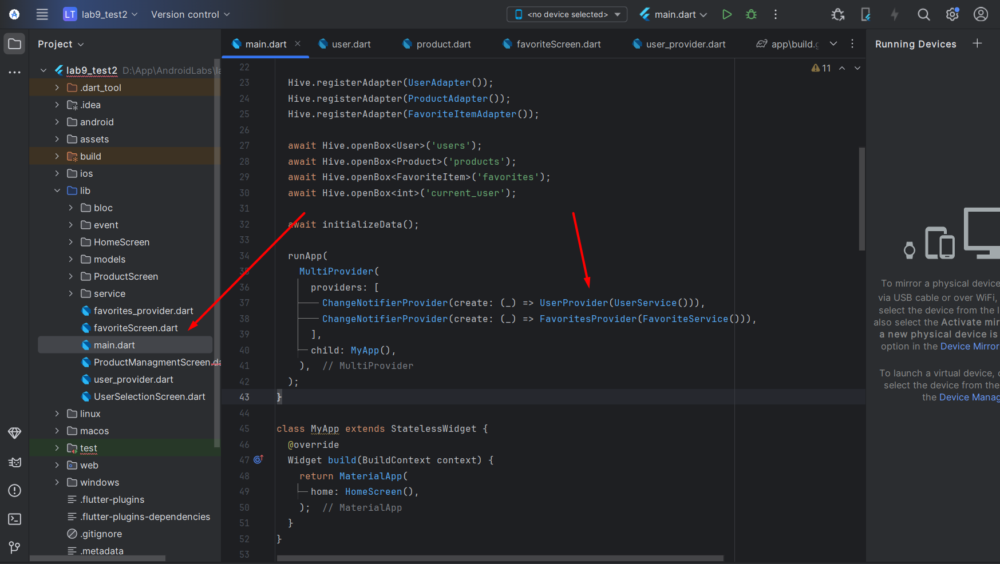 LT lab9_test2 Version control <no device selected> main.dart
Project
main.dart user.dart product.dart favoriteScreen.dart user_provider.dart app\build.g
Running Devices
lab9_test2 D:\App\AndroidLabs\la
.dart_tool
.idea
android
assets
build
ios
lib
bloc
event
HomeScreen
models
ProductScreen
service
favorites_provider.dart
favoriteScreen.dart
main.dart
ProductManagmentScreen.da
user_provider.dart
UserSelectionScreen.dart
linux
macos
test
web
windows
.flutter-plugins
.flutter-plugins-dependencies
.gitignore
.metadata
11
22
23 Hive.registerAdapter(UserAdapter());
24 Hive.registerAdapter(ProductAdapter());
25 Hive.registerAdapter(FavoriteItemAdapter());
26
27 await Hive.openBox<User>('users');
28 await Hive.openBox<Product>('products');
29 await Hive.openBox<FavoriteItem>('favorites');
30 await Hive.openBox<int>('current_user');
31
32 await initializeData();
33
34 runApp(
35 MultiProvider(
36 providers: [
37 ChangeNotifierProvider(create: (_) => UserProvider(UserService())),
38 ChangeNotifierProvider(create: (_) => FavoritesProvider(FavoriteService())),
39 ],
40 child: MyApp(),
41 ), // MultiProvider
42 );
43 }
44
45 class MyApp extends StatelessWidget {
46 @override
47 Widget build(BuildContext context) {
48 return MaterialApp(
49 home: HomeScreen(),
50 ); // MaterialApp
51 }
52 }
53
To mirror a physical device
via USB cable or over WiFi,
select the device from the l
also select the Activate mir
a new physical device is
option in the Device Mirror
To launch a virtual device, c
select the device from the
the Device Manag